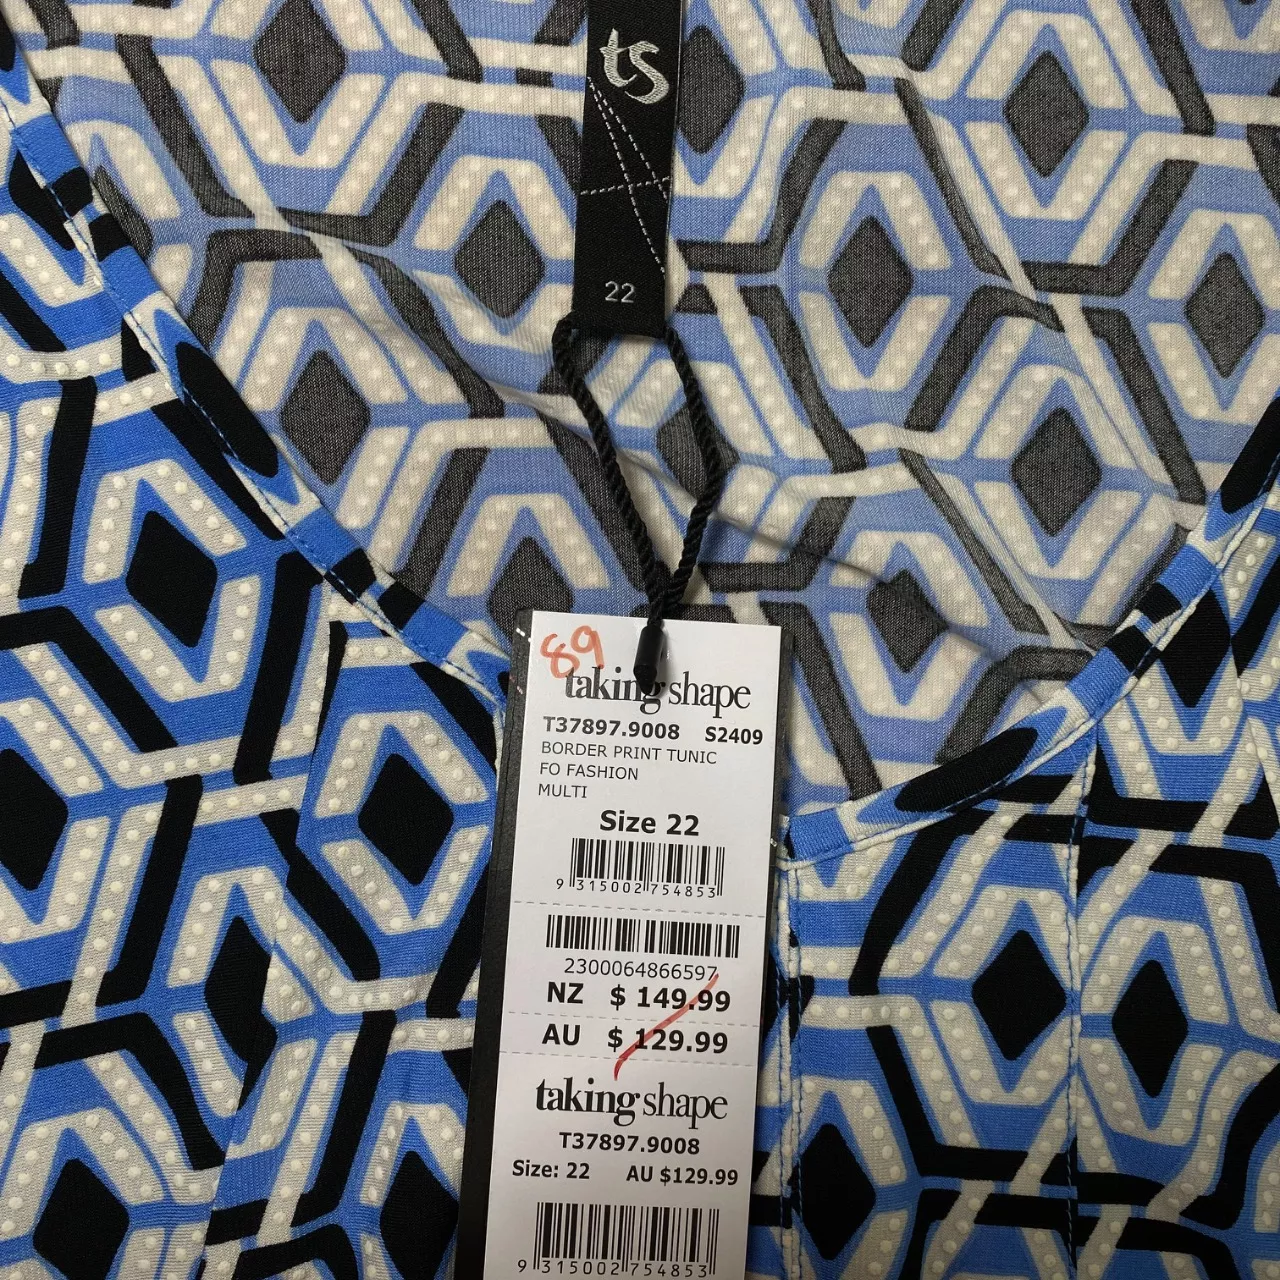 ts
22
89
taking shape
T37897.9008 S2409
BORDER PRINT TUNIC
FO FASHION
MULTI
Size 22
9 315002 754853
2300064866597
NZ $ 149.99
AU $ 129.99
taking shape
T37897.9008
Size: 22 AU $129.99
9 315002 754853